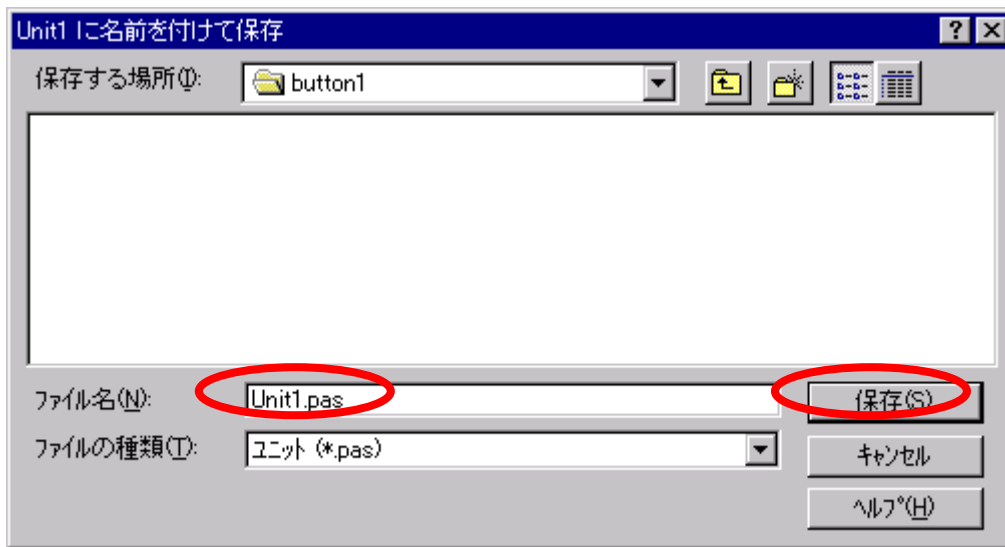 Unit1 に名前を付けて保存
保存する場所(I): button1
ファイル名(N): Unit1.pas 保存(S)
ファイルの種類(T): ユニット (*.pas) キャンセル
ヘルプ(H)